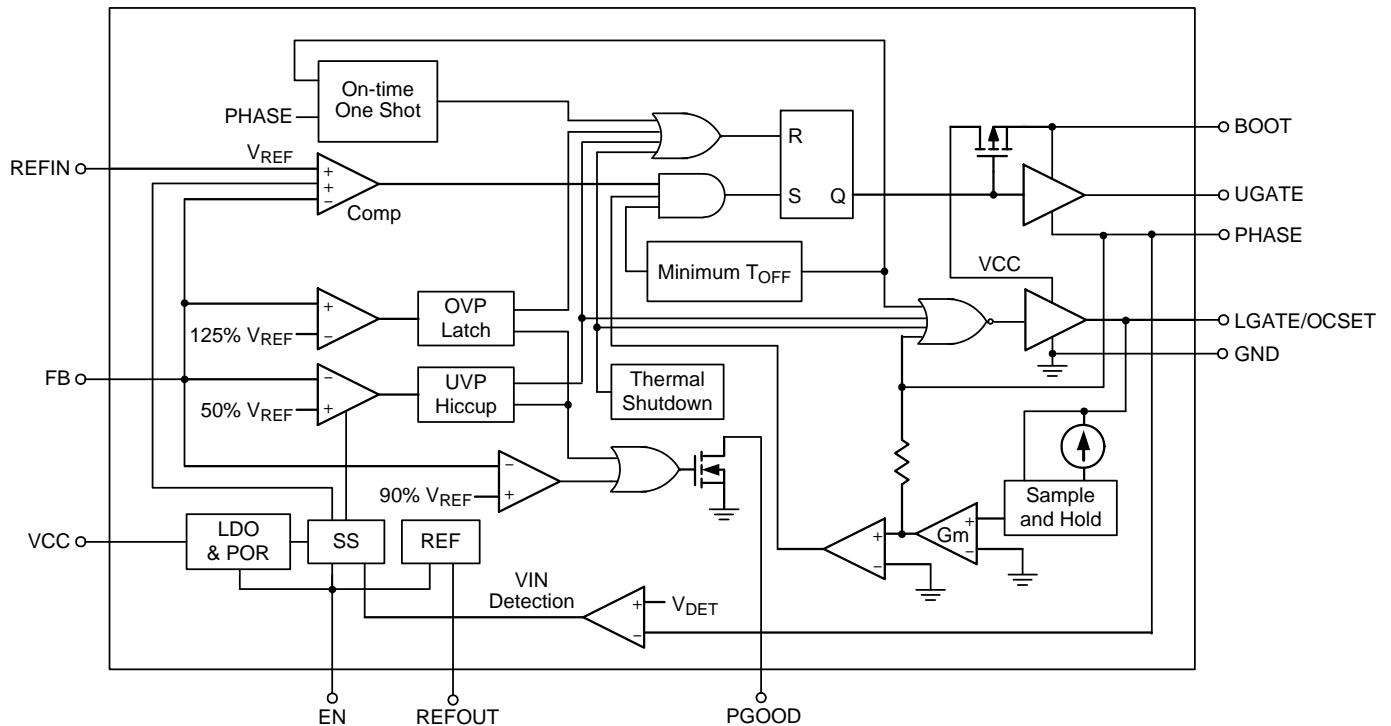 On-time
One Shot
PHASE
REFIN
VREF
+
+
−
Comp
R
S
Q
BOOT
UGATE
PHASE
Minimum TOFF
VCC
+
−
125% VREF
OVP
Latch
LGATE/OCSET
GND
FB
−
+
50% VREF
UVP
Hiccup
Thermal
Shutdown
−
+
90% VREF
Sample
and Hold
+
−
Gm
+
−
VCC
LDO
& POR
SS
REF
VIN
Detection
+
−
VDET
EN
REFOUT
PGOOD